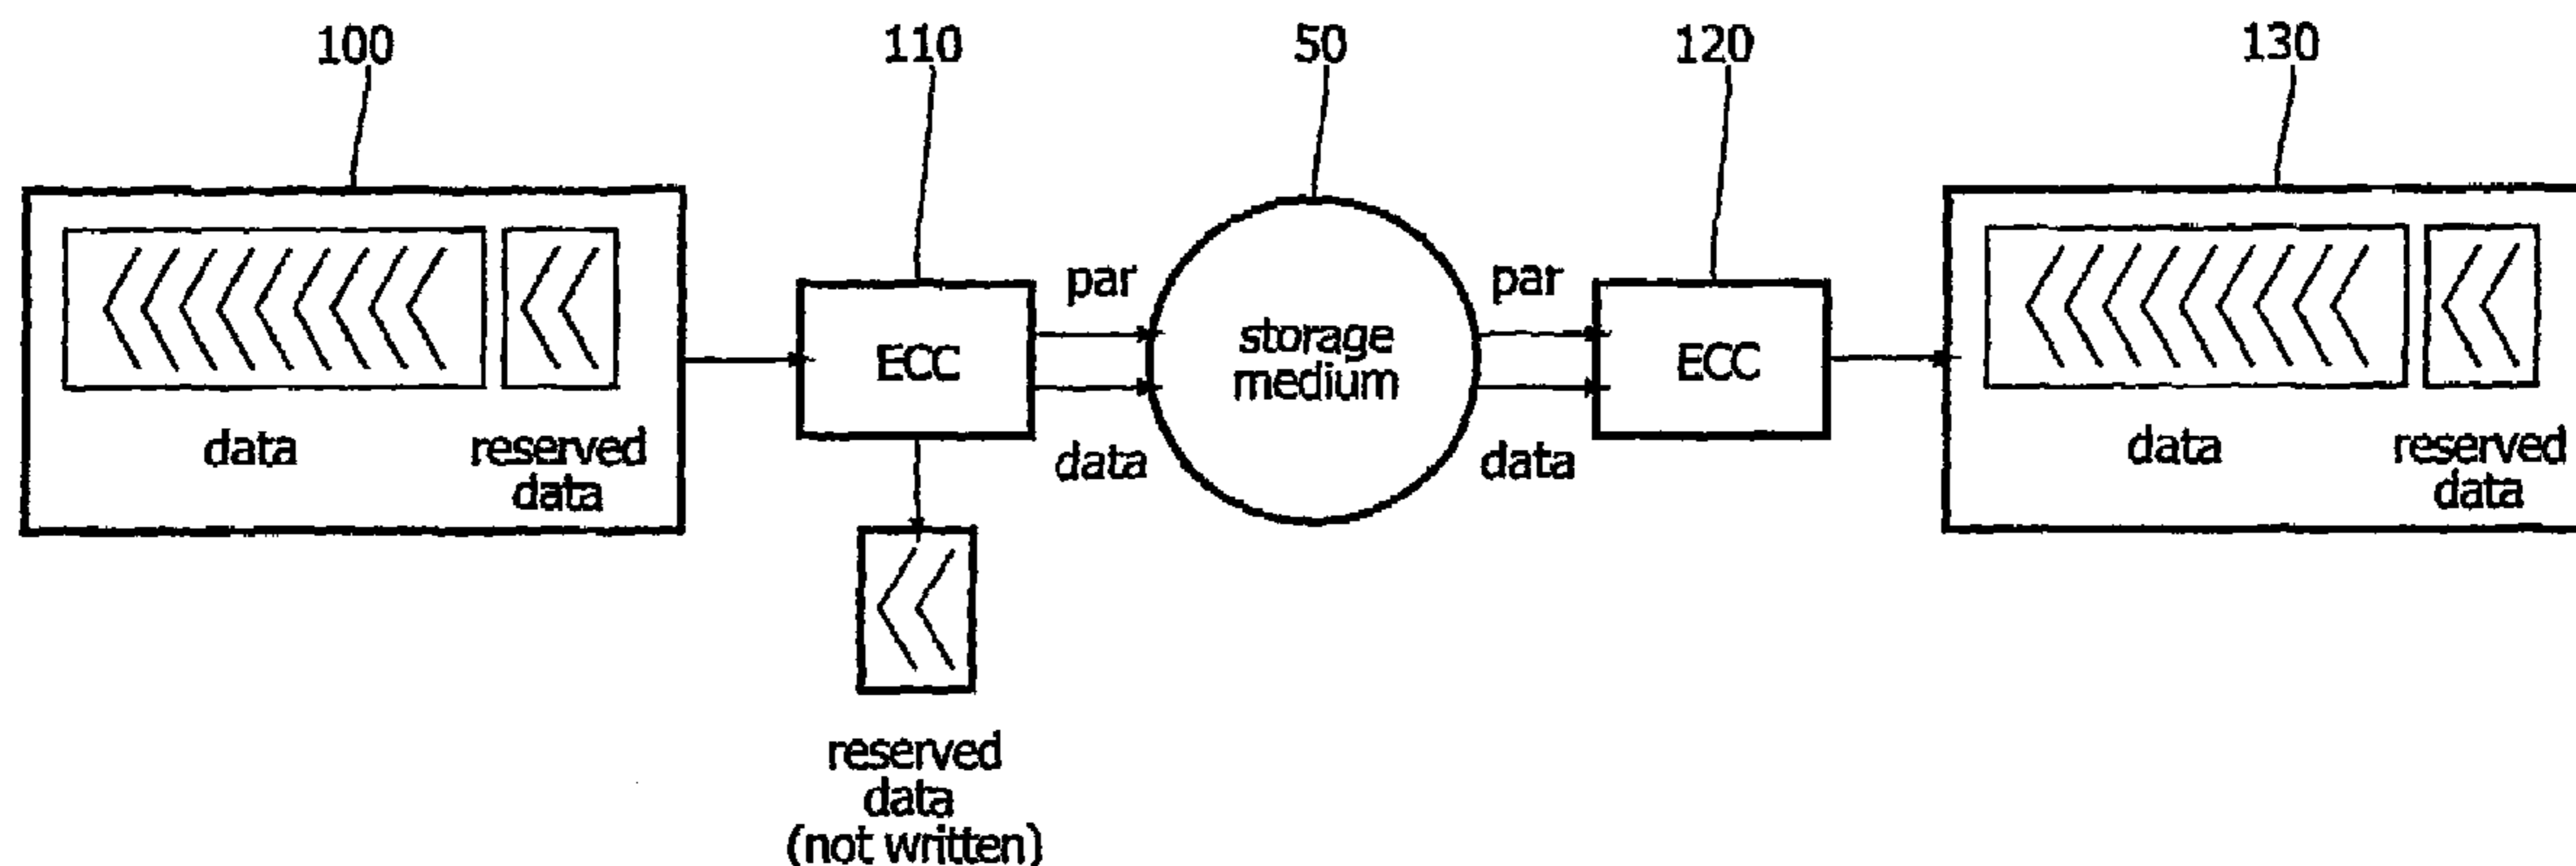 100
110
50
120
130
data
reserved
data
ECC
par
data
storage
medium
par
data
ECC
data
reserved
data
reserved
data
(not written)